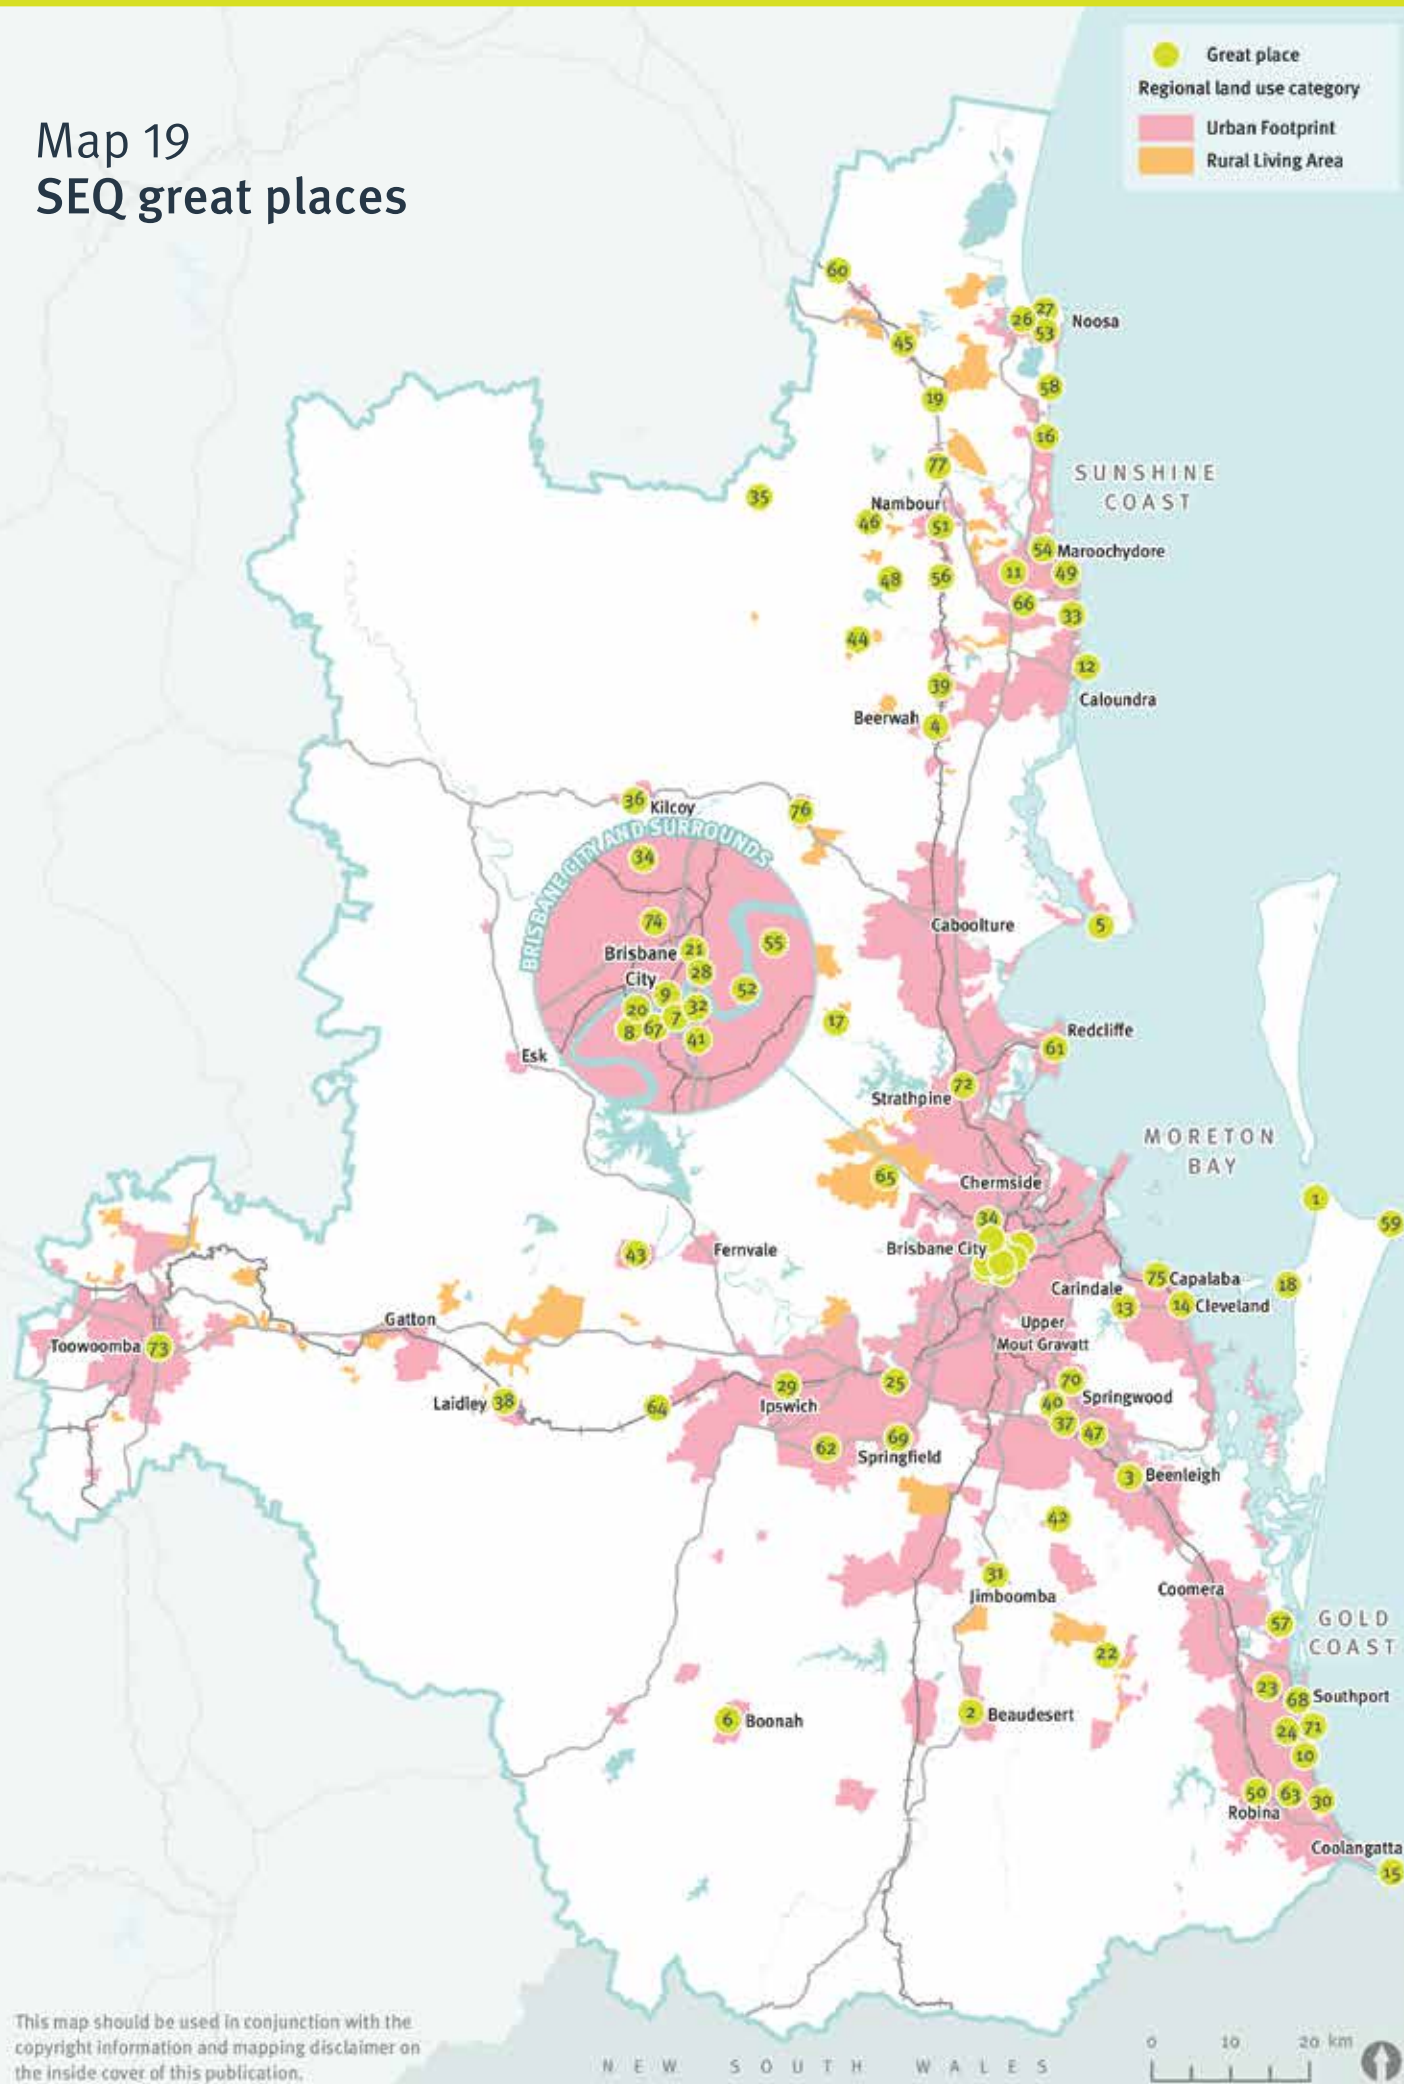 Map 19
SEQ great places
Great place
Regional land use category
Urban Footprint
Rural Living Area
60
27
26
Noosa
53
45
58
19
16
77
SUNSHINE
COAST
35
Nambour
46
51
54 Maroochydore
11
49
48
56
66
33
44
12
39
Caloundra
Beerwah
4
36
Kilcoy
76
BRISBANE CITY AND SURROUNDS
34
74
Caboolture
5
55
Brisbane
21
City
28
9
52
20
32
7
8
67
41
17
Redcliffe
61
Esk
72
Strathpine
MORETON
BAY
65
Chermside
1
34
59
43
Fernvale
Brisbane City
75 Capalaba
18
Carindale
13
14 Cleveland
Gatton
Upper
Mout Gravatt
Toowoomba 73
70
29
25
Springwood
Laidley 38
64
Ipswich
40
37
47
62
69
Springfield
3 Beenleigh
42
31
Jimboomba
Coomera
57
GOLD
COAST
22
23
68 Southport
6 Boonah
2 Beaudesert
24
71
10
50
63
30
Robina
Coolangatta
15
This map should be used in conjunction with the
copyright information and mapping disclaimer on
the inside cover of this publication.
NEW SOUTH WALES
0 10 20 km